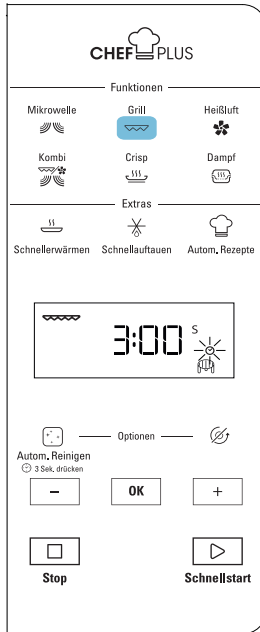 CHEF PLUS
Funktionen
Mikrowelle Grill Heißluft
Kombi Crisp Dampf
Extras
Schnellerwärmen Schnellauftauen Autom. Rezepte
3:00 S
Optionen
Autom. Reinigen
3 Sek. drücken
- OK +
Stop Schnellstart